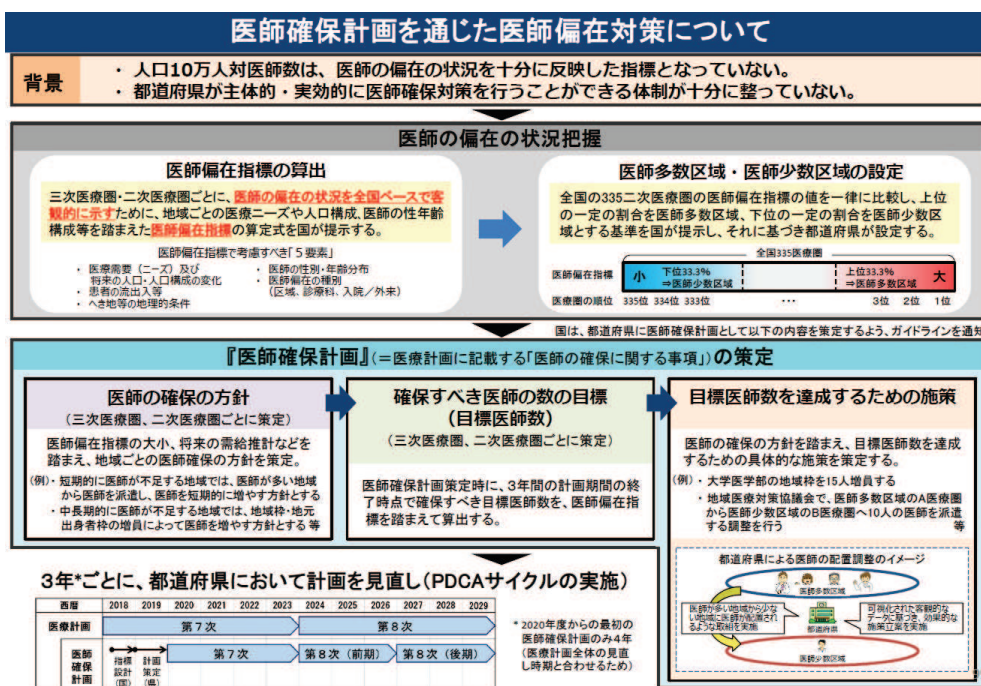 医師確保計画を通じた医師偏在対策について
背景
・ 人口10万人対医師数は、医師の偏在の状況を十分に反映した指標となっていない。
・ 都道府県が主体的・実効的に医師確保対策を行うことができる体制が十分に整っていない。
医師の偏在の状況把握
医師偏在指標の算出
三次医療圏・二次医療圏ごとに、医師の偏在の状況を全国ベースで客
観的に示すために、地域ごとの医療ニーズや人口構成、医師の性年齢
構成等を踏まえた医師偏在指標の算定式を国が提示する。
医師偏在指標で考慮すべき「5要素」
・ 医療需要（ニーズ）及び
将来の人口・人口構成の変化
・ 患者の流出入等
・ へき地等の地理的条件
・ 医師の性別・年齢分布
・ 医師偏在の種別
（区域、診療科、入院／外来）
医師多数区域・医師少数区域の設定
全国の335二次医療圏の医師偏在指標の値を一律に比較し、上位
の一定の割合を医師多数区域、下位の一定の割合を医師少数区
域とする基準を国が提示し、それに基づき都道府県が設定する。
全国335医療圏
医師偏在指標
小
下位33.3%
⇒医師少数区域
上位33.3%
⇒医師多数区域
大
医療圏の順位 335位 334位 333位 ・・・ 3位 2位 1位
国は、都道府県に医師確保計画として以下の内容を策定するよう、ガイドラインを通知
『医師確保計画』（＝医療計画に記載する「医師の確保に関する事項」）の策定
医師の確保の方針
（三次医療圏、二次医療圏ごとに策定）
医師偏在指標の大小、将来の需給推計などを
踏まえ、地域ごとの医師確保の方針を策定。
（例）・ 短期的に医師が不足する地域では、医師が多い地域
から医師を派遣し、医師を短期的に増やす方針とする
・ 中長期的に医師が不足する地域では、地域枠・地元
出身者枠の増員によって医師を増やす方針とする 等
確保すべき医師の数の目標
（目標医師数）
（三次医療圏、二次医療圏ごとに策定）
医師確保計画策定時に、3年間の計画期間の終
了時点で確保すべき目標医師数を、医師偏在指
標を踏まえて算出する。
目標医師数を達成するための施策
医師の確保の方針を踏まえ、目標医師数を達成
するための具体的な施策を策定する。
（例）・ 大学医学部の地域枠を15人増員する
・ 地域医療対策協議会で、医師多数区域のA医療圏
から医師少数区域のB医療圏へ10人の医師を派遣
する調整を行う 等
都道府県による医師の配置調整のイメージ
医師多数区域
医師が多い地域から少な
い地域に医師が配置され
るような取組を実施
都道府県
可視化された客観的な
データに基づき、効果的な
施策立案を実施
医師少数区域
3年*ごとに、都道府県において計画を見直し（PDCAサイクルの実施）
西暦 2018 2019 2020 2021 2022 2023 2024 2025 2026 2027 2028 2029
医療計画 第7次 第8次
医師
確保
計画
指標
設計
（国）
計画
策定
（県）
第7次 第8次（前期） 第8次（後期）
* 2020年度からの最初の
医師確保計画のみ4年
（医療計画全体の見直
し時期と合わせるため）